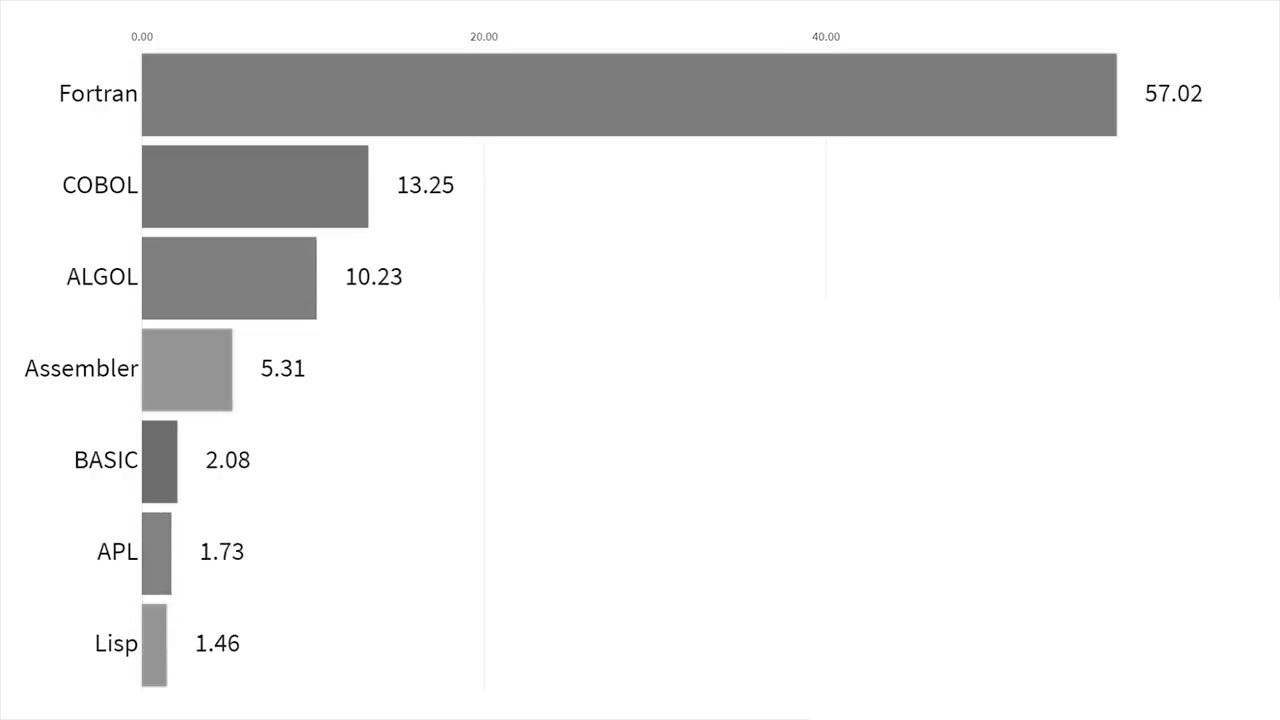 0.00 20.00 40.00
Fortran 57.02
COBOL 13.25
ALGOL 10.23
Assembler 5.31
BASIC 2.08
APL 1.73
Lisp 1.46